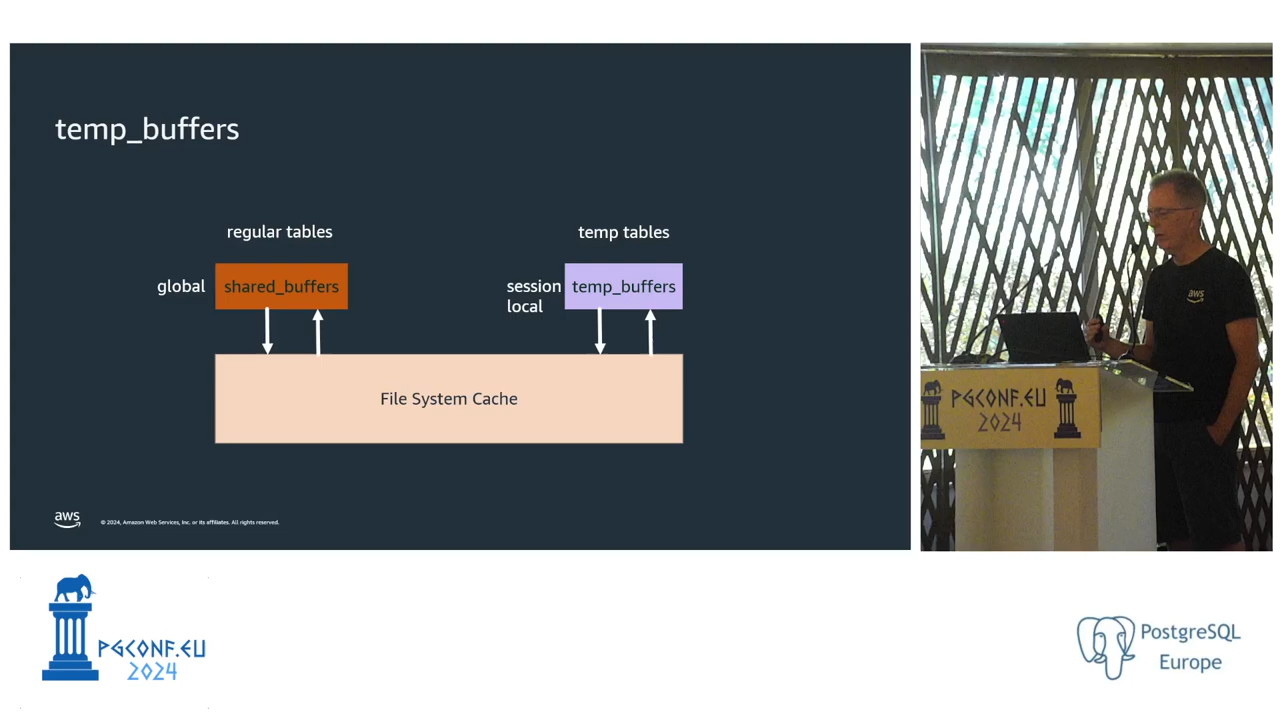 temp_buffers
regular tables
temp tables
global
shared_buffers
session
local
temp_buffers
File System Cache
aws
© 2024, Amazon Web Services, Inc. or its affiliates. All rights reserved.
aws
PGCONF.EU
2024
PGCONF.EU
2024
PostgreSQL
Europe